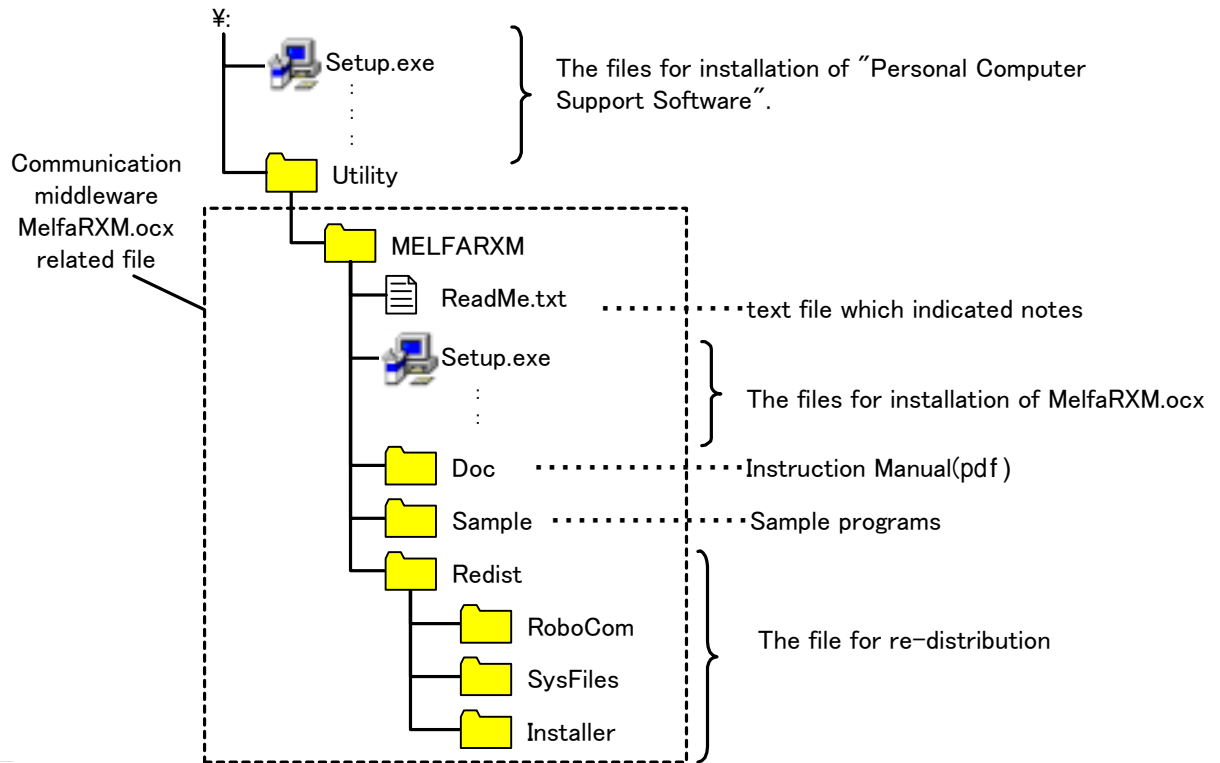 ¥:
Setup.exe
The files for installation of "Personal Computer
Support Software".
Utility
Communication
middleware
MelfaRXM.ocx
related file
MELFARXM
ReadMe.txt
text file which indicated notes
Setup.exe
The files for installation of MelfaRXM.ocx
Doc
Instruction Manual(pdf)
Sample
Sample programs
Redist
RoboCom
The file for re-distribution
SysFiles
Installer